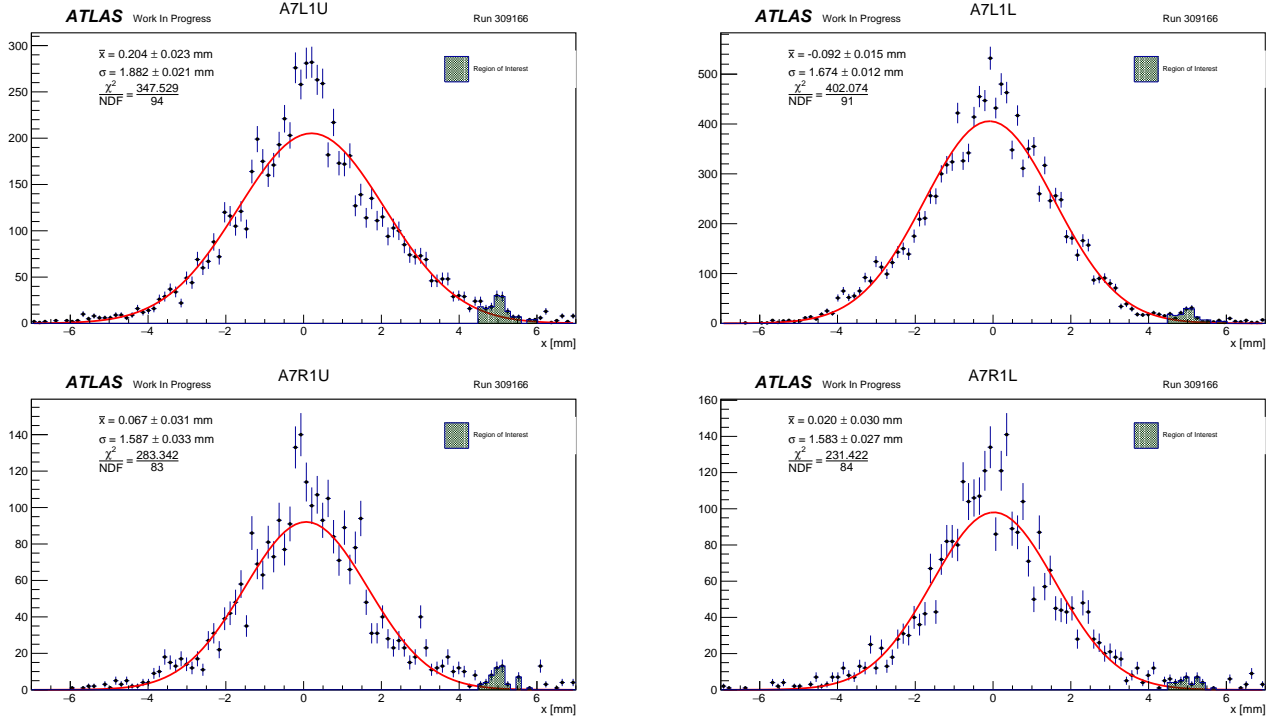 A7L1U
ATLAS Work In Progress Run 309166
x̅ = 0.204 ± 0.023 mm
σ = 1.882 ± 0.021 mm
χ²/NDF = 347.529/94
Region of Interest
300
250
200
150
100
50
0
−6 −4 −2 0 2 4 6
x [mm]
A7L1L
ATLAS Work In Progress Run 309166
x̅ = -0.092 ± 0.015 mm
σ = 1.674 ± 0.012 mm
χ²/NDF = 402.074/91
Region of Interest
500
400
300
200
100
0
−6 −4 −2 0 2 4 6
x [mm]
A7R1U
ATLAS Work In Progress Run 309166
x̅ = 0.067 ± 0.031 mm
σ = 1.587 ± 0.033 mm
χ²/NDF = 283.342/83
Region of Interest
140
120
100
80
60
40
20
0
−6 −4 −2 0 2 4 6
x [mm]
A7R1L
ATLAS Work In Progress Run 309166
x̅ = 0.020 ± 0.030 mm
σ = 1.583 ± 0.027 mm
χ²/NDF = 231.422/84
Region of Interest
160
140
120
100
80
60
40
20
0
−6 −4 −2 0 2 4 6
x [mm]